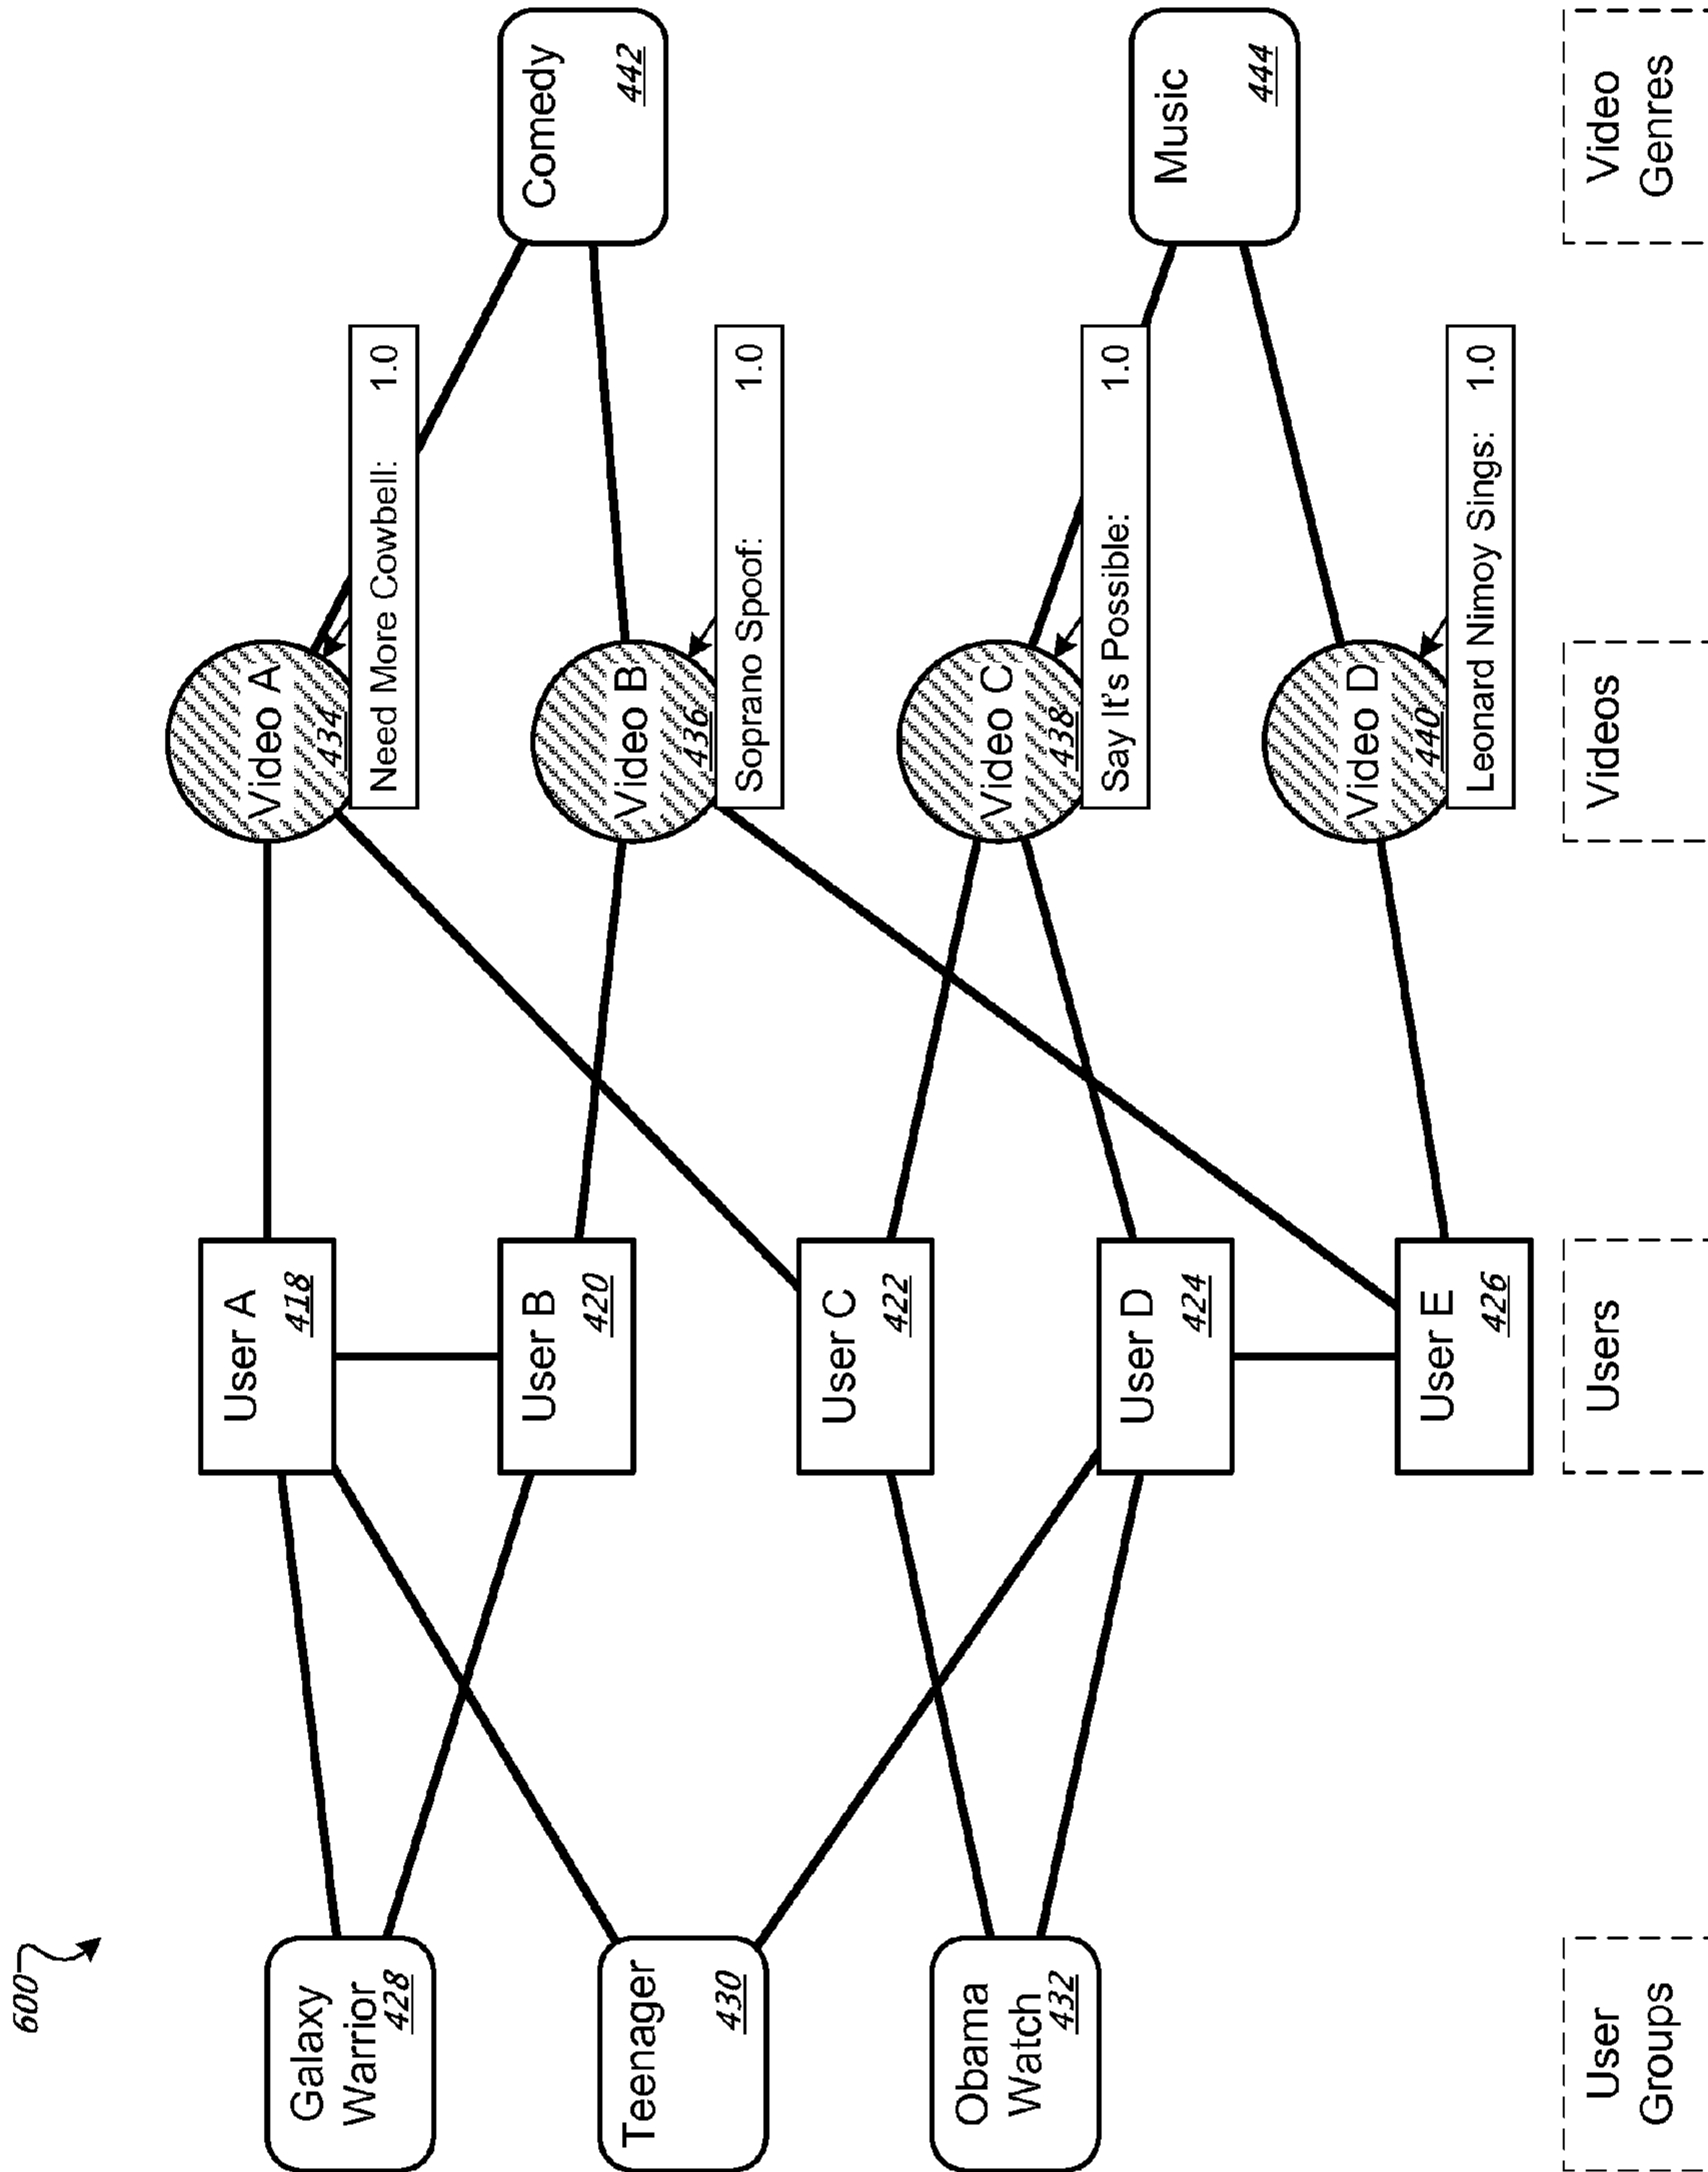 600
Galaxy
Warrior
428
Teenager
430
Obama
Watch
432
User A
418
User B
420
User C
422
User D
424
User E
426
Video A
434
Need More Cowbell: 1.0
Video B
436
Soprano Spoof: 1.0
Video C
438
Say It's Possible: 1.0
Video D
440
Leonard Nimoy Sings: 1.0
Comedy
442
Music
444
User
Groups
Users
Videos
Video
Genres